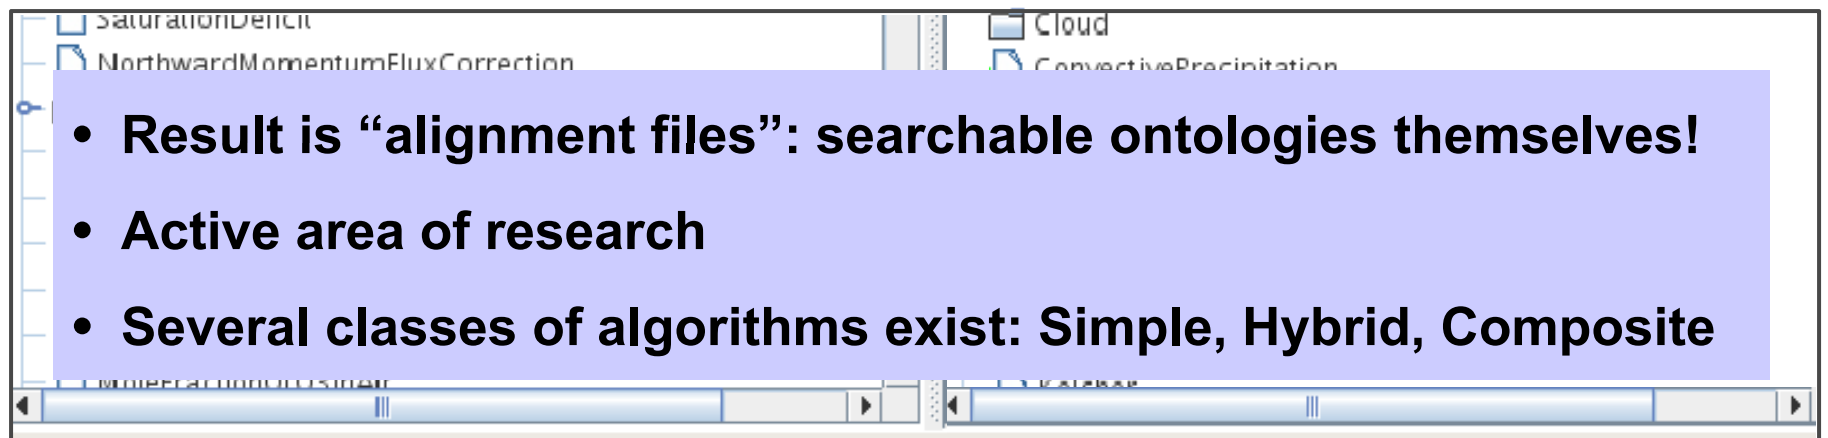 SaturationDeficit
Cloud
NorthwardMomentumFluxCorrection
ConvectivePrecipitation
• Result is “alignment files”: searchable ontologies themselves!
• Active area of research
• Several classes of algorithms exist: Simple, Hybrid, Composite